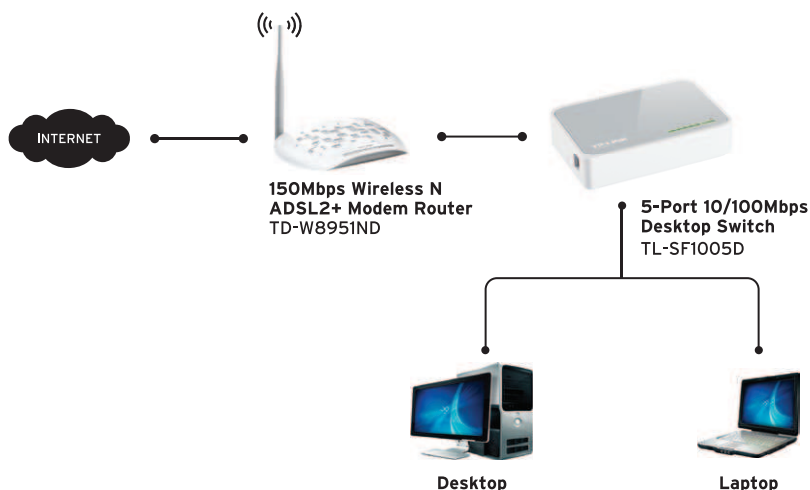 INTERNET
150Mbps Wireless N
ADSL2+ Modem Router
TD-W8951ND
5-Port 10/100Mbps
Desktop Switch
TL-SF1005D
Desktop
Laptop